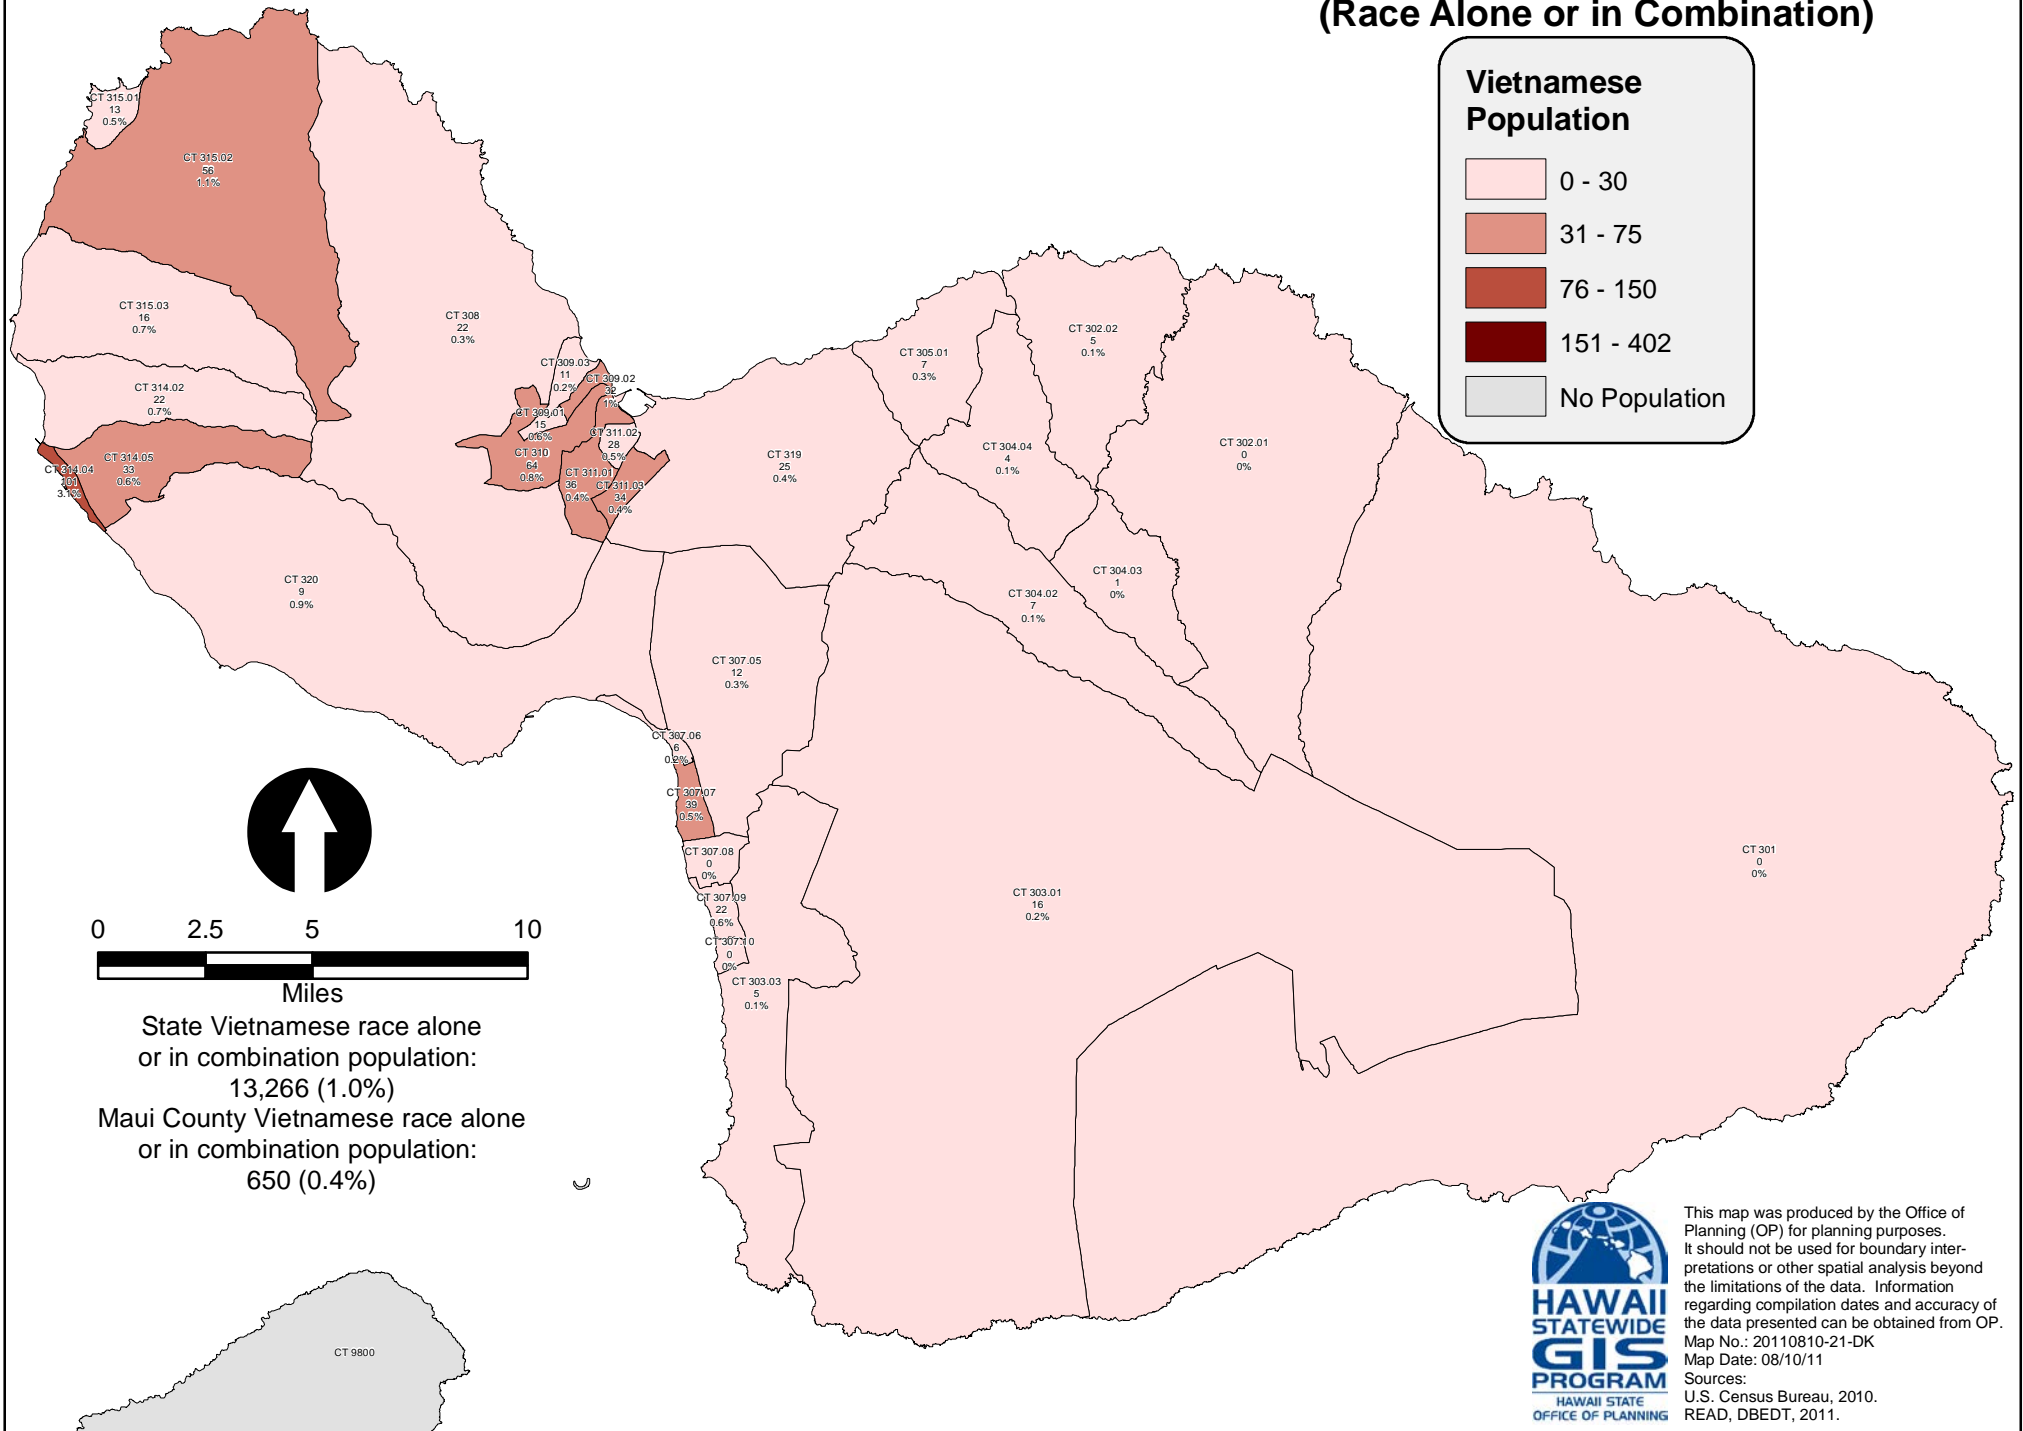 (Race Alone or in Combination)
Vietnamese
Population
0 - 30
31 - 75
76 - 150
151 - 402
No Population
CT 315.01
13
0.5%
CT 315.02
56
1.1%
CT 315.03
16
0.7%
CT 308
22
0.3%
CT 314.02
22
0.7%
CT 314.05
33
0.6%
CT 314.04
101
3.1%
CT 309.03
11
0.2%
CT 309.02
32
1%
CT 309.01
15
0.6%
CT 310
64
0.8%
CT 311.02
28
0.5%
CT 311.01
36
0.4%
CT 311.03
34
0.4%
CT 319
25
0.4%
CT 305.01
7
0.3%
CT 302.02
5
0.1%
CT 304.04
4
0.1%
CT 302.01
0
0%
CT 304.03
1
0%
CT 304.02
7
0.1%
CT 320
9
0.9%
CT 307.05
12
0.3%
CT 307.06
6
0.2%
CT 307.07
39
0.5%
CT 307.08
0
0%
CT 307.09
22
0.6%
CT 307.10
0
0%
CT 303.03
5
0.1%
CT 303.01
16
0.2%
CT 301
0
0%
0 2.5 5 10
Miles
State Vietnamese race alone
or in combination population:
13,266 (1.0%)
Maui County Vietnamese race alone
or in combination population:
650 (0.4%)
CT 9800
HAWAII
STATEWIDE
GIS
PROGRAM
HAWAII STATE
OFFICE OF PLANNING
This map was produced by the Office of
Planning (OP) for planning purposes.
It should not be used for boundary inter-
pretations or other spatial analysis beyond
the limitations of the data. Information
regarding compilation dates and accuracy of
the data presented can be obtained from OP.
Map No.: 20110810-21-DK
Map Date: 08/10/11
Sources:
U.S. Census Bureau, 2010.
READ, DBEDT, 2011.